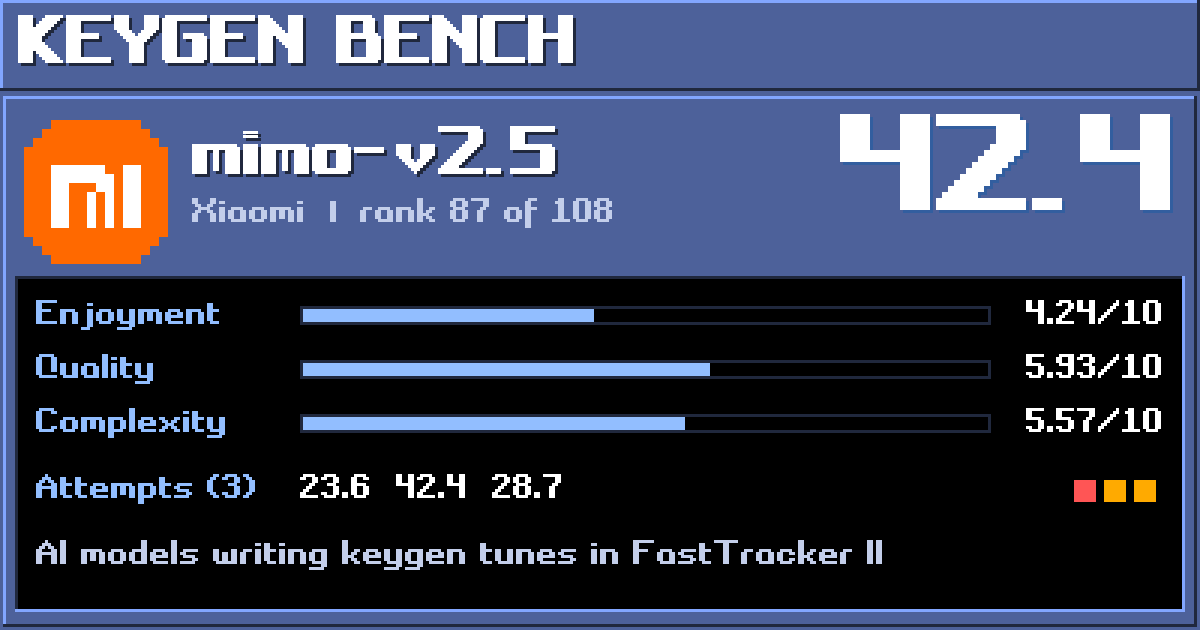 KEYGEN BENCH
mimo-v2.5
42.4
Xiaomi | rank 87 of 108
Enjoyment 4.24/10
Quality 5.93/10
Complexity 5.57/10
Attempts (3) 23.6 42.4 28.7
AI models writing keygen tunes in FastTracker II